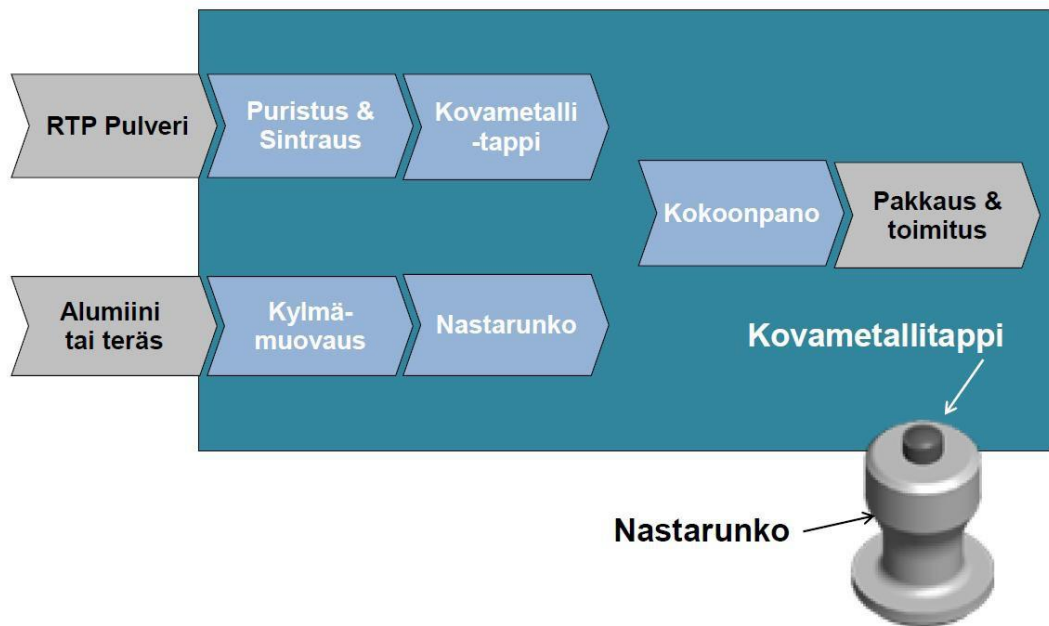 RTP Pulveri
Puristus &
Sintraus
Kovametalli
-tappi
Kokoonpano
Pakkaus &
toimitus
Alumiini
tai teräs
Kylmä-
muovaus
Nastarunko
Kovametallitappi
Nastarunko